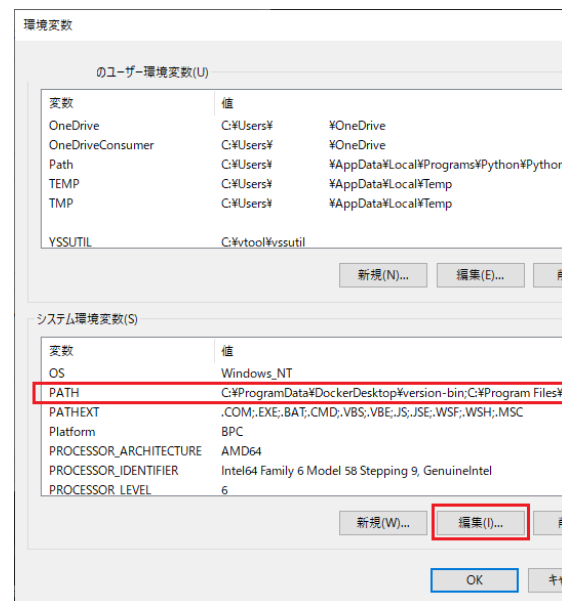 環境変数
のユーザー環境変数(U)
変数 値
OneDrive C:¥Users¥ ¥OneDrive
OneDriveConsumer C:¥Users¥ ¥OneDrive
Path C:¥Users¥ ¥AppData¥Local¥Programs¥Python¥Python
TEMP C:¥Users¥ ¥AppData¥Local¥Temp
TMP C:¥Users¥ ¥AppData¥Local¥Temp
YSSUTIL C:¥vtool¥vssutil
新規(N)... 編集(E)...
システム環境変数(S)
変数 値
OS Windows_NT
PATH C:¥ProgramData¥DockerDesktop¥version-bin;C:¥Program Files¥
PATHEXT .COM;.EXE;.BAT;.CMD;.VBS;.VBE;.JS;.JSE;.WSF;.WSH;.MSC
Platform BPC
PROCESSOR_ARCHITECTURE AMD64
PROCESSOR_IDENTIFIER Intel64 Family 6 Model 58 Stepping 9, GenuineIntel
PROCESSOR_LEVEL 6
新規(W)... 編集(I)...
OK キ